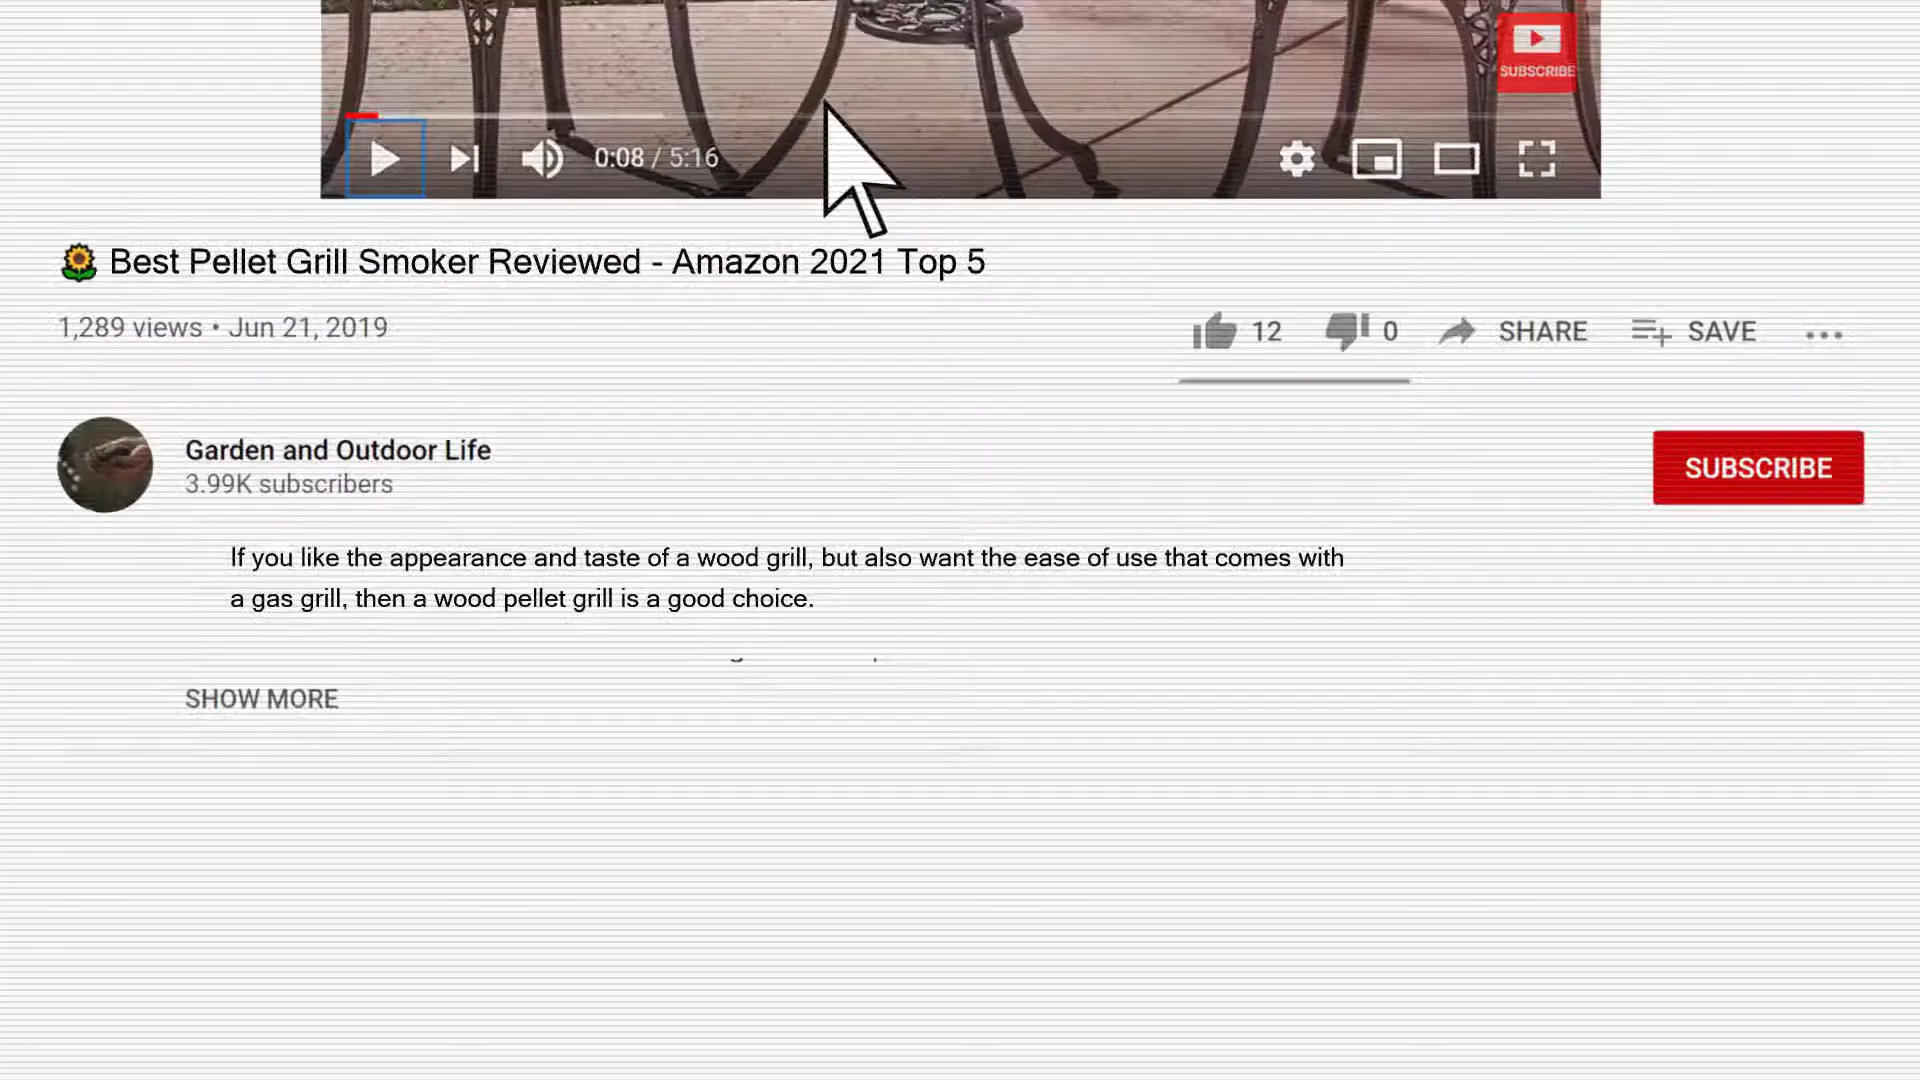 SUBSCRIBE
0:08 / 5:16
🌻 Best Pellet Grill Smoker Reviewed - Amazon 2021 Top 5
1,289 views • Jun 21, 2019
12 0 SHARE SAVE
Garden and Outdoor Life
3.99K subscribers
SUBSCRIBE
If you like the appearance and taste of a wood grill, but also want the ease of use that comes with
a gas grill, then a wood pellet grill is a good choice.
SHOW MORE